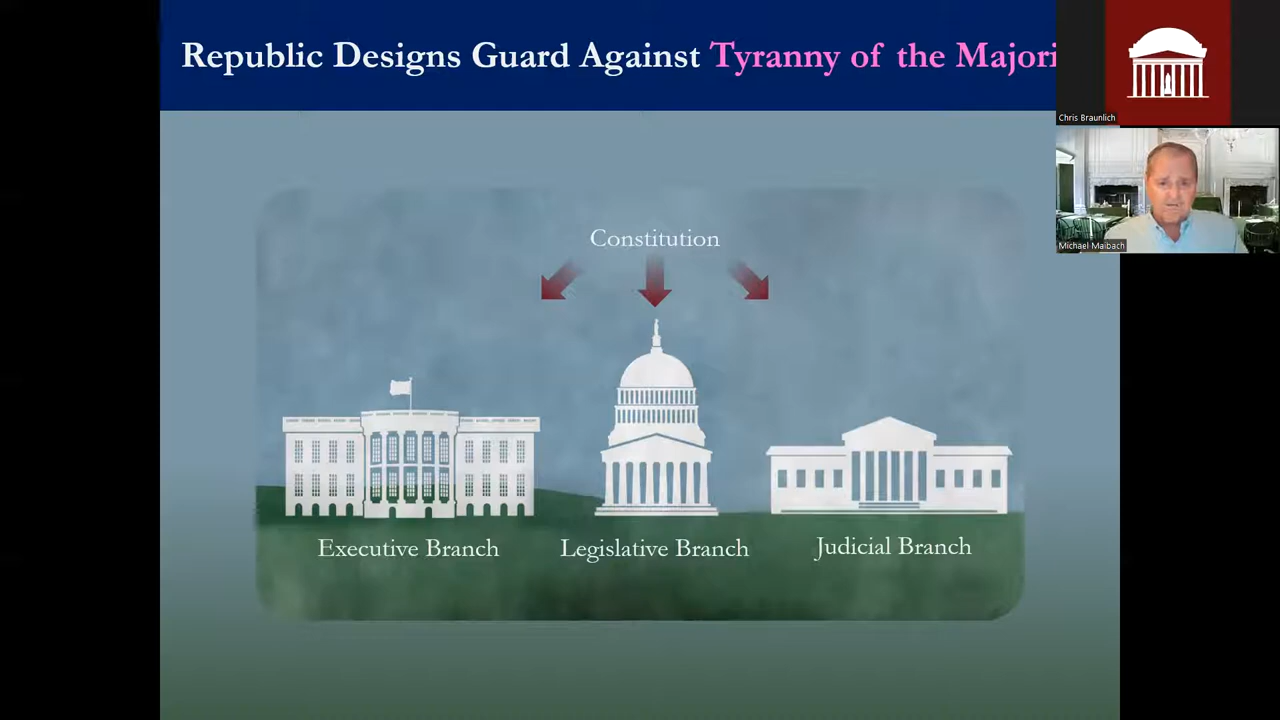 Republic Designs Guard Against Tyranny of the Majori
Chris Braunlich
Michael Maibach
Constitution
Executive Branch
Legislative Branch
Judicial Branch